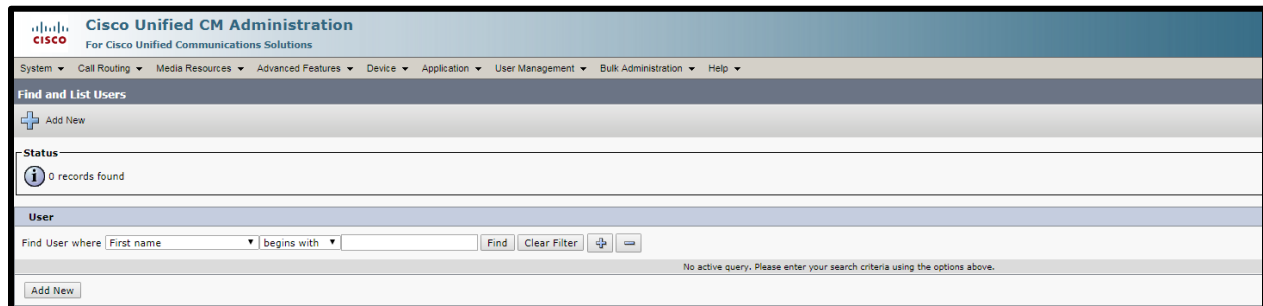 CISCO
Cisco Unified CM Administration
For Cisco Unified Communications Solutions
System Call Routing Media Resources Advanced Features Device Application User Management Bulk Administration Help
Find and List Users
Add New
Status
0 records found
User
Find User where First name begins with Find Clear Filter
No active query. Please enter your search criteria using the options above.
Add New